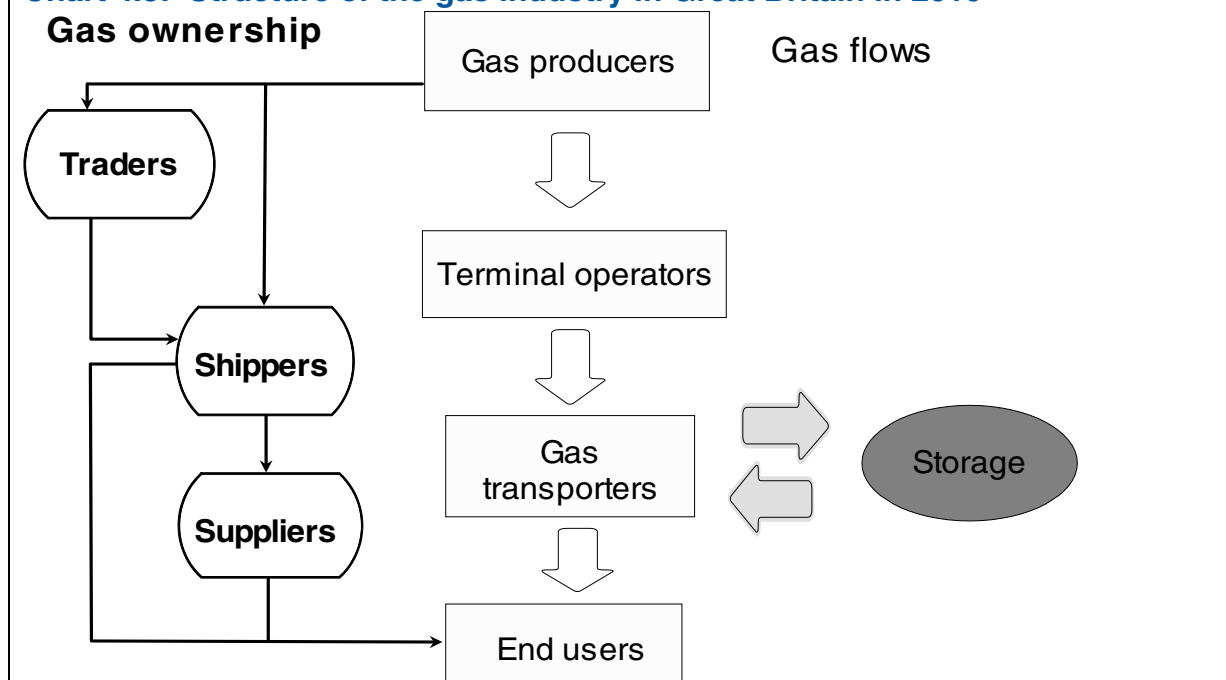 Gas ownership
Gas producers
Gas flows
Traders
Terminal operators
Shippers
Gas
transporters
Storage
Suppliers
End users